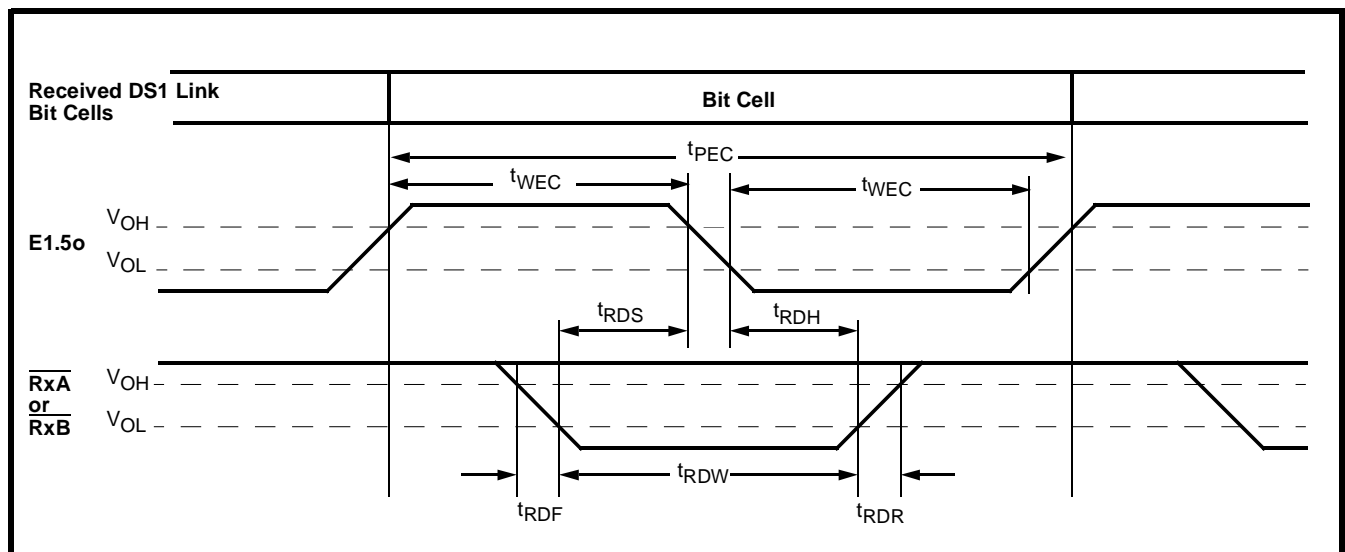 Received DS1 Link
Bit Cells
Bit Cell
tPEC
tWEC
tWEC
E1.5o
VOH
VOL
tRDS
tRDH
RxA
or
RxB
VOH
VOL
tRDW
tRDF
tRDR